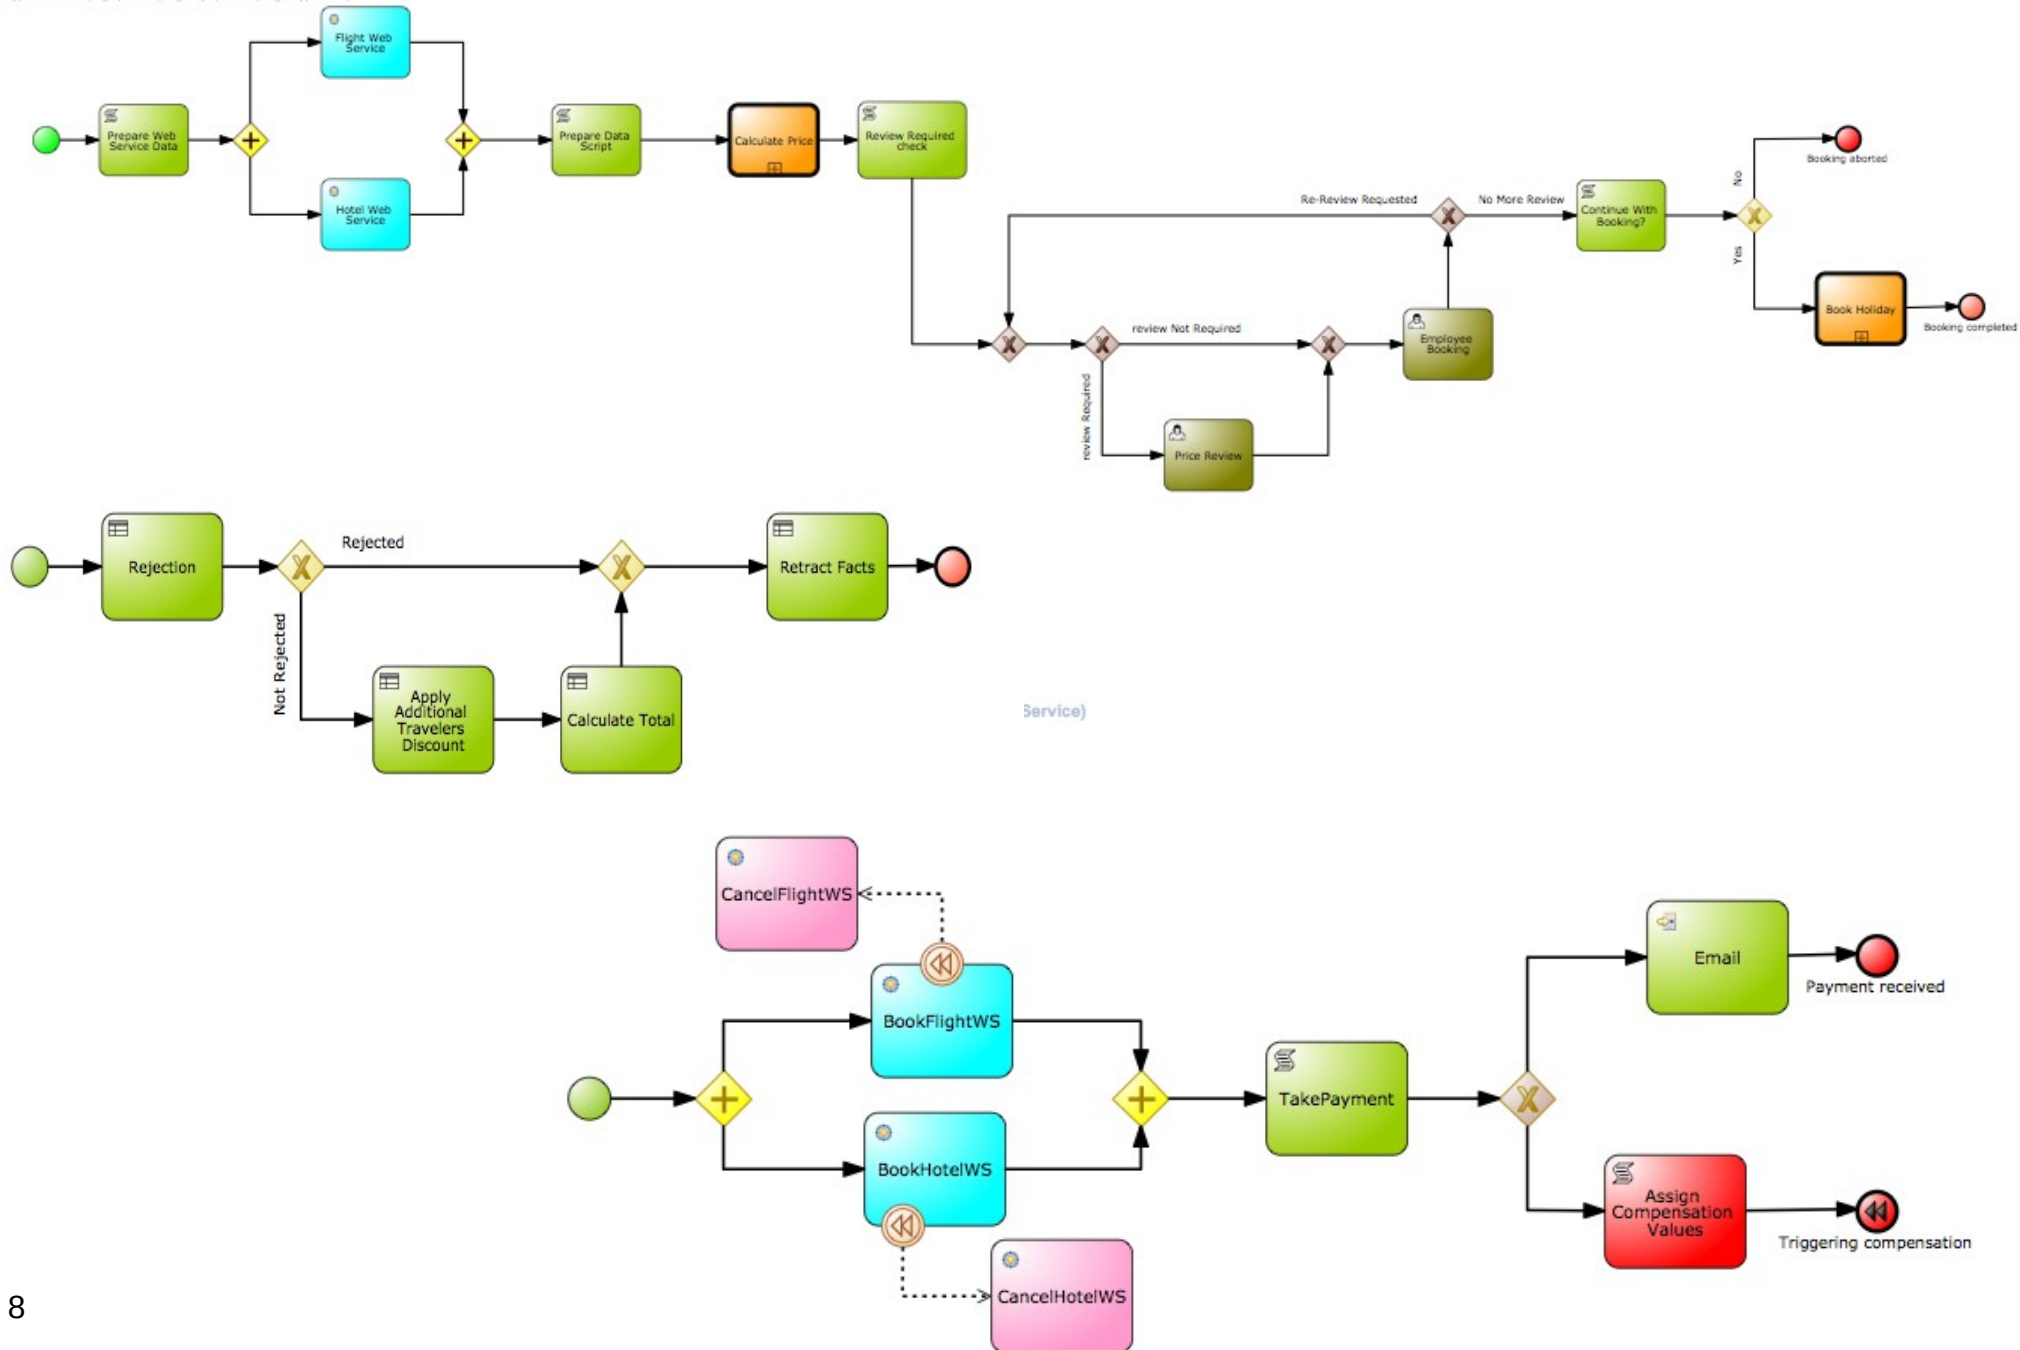 Flight Web
Service
Prepare Web
Service Data
Hotel Web
Service
Prepare Data
Script
Calculate Price
Review Required
check
Re-Review Requested
No More Review
Continue With
Booking?
No
Yes
Booking aborted
Book Holiday
Booking completed
review Not Required
review Required
Employee
Booking
Price Review
Rejection
Rejected
Not Rejected
Apply
Additional
Travelers
Discount
Calculate Total
Retract Facts
Service)
CancelFlightWS
BookFlightWS
BookHotelWS
CancelHotelWS
TakePayment
Email
Payment received
Assign
Compensation
Values
Triggering compensation
8